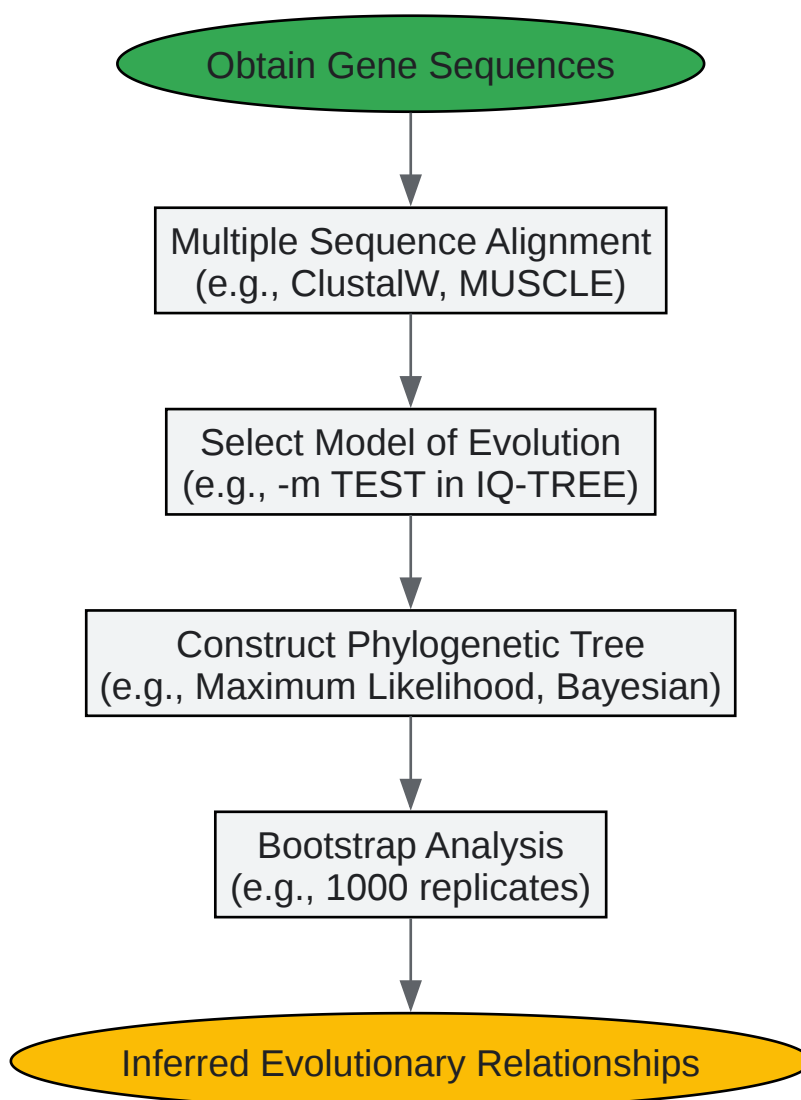 Obtain Gene Sequences
Multiple Sequence Alignment
(e.g., ClustalW, MUSCLE)
Select Model of Evolution
(e.g., -m TEST in IQ-TREE)
Construct Phylogenetic Tree
(e.g., Maximum Likelihood, Bayesian)
Bootstrap Analysis
(e.g., 1000 replicates)
Inferred Evolutionary Relationships